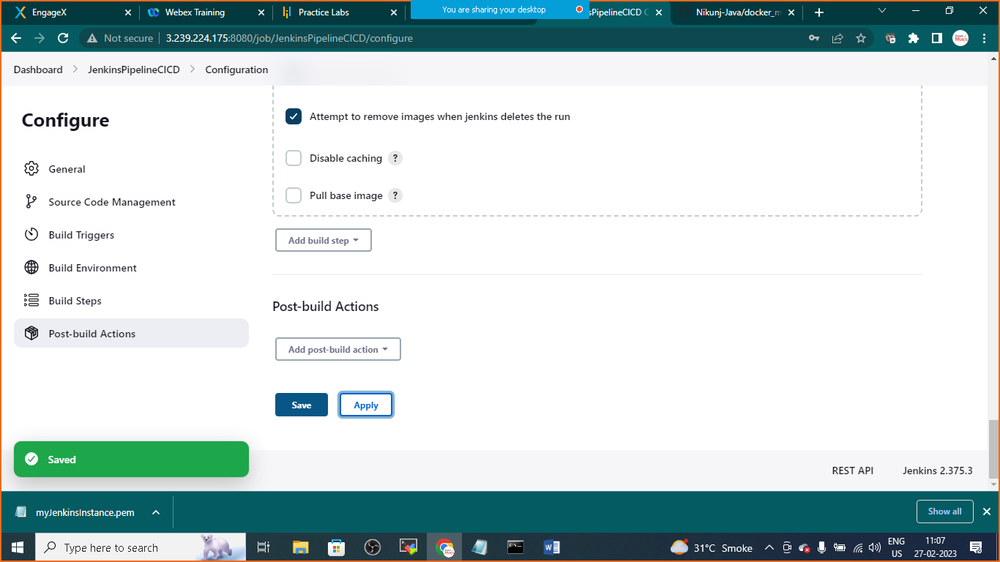 EngageX
Webex Training
Practice Labs
You are sharing your desktop
sPipelineCICD C
Nikunj-Java/docker_m
Not secure
3.239.224.175:8080/job/JenkinsPipelineCICD/configure
Dashboard
JenkinsPipelineCICD
Configuration
Configure
General
Source Code Management
Build Triggers
Build Environment
Build Steps
Post-build Actions
Attempt to remove images when jenkins deletes the run
Disable caching ?
Pull base image ?
Add build step
Post-build Actions
Add post-build action
Save
Apply
Saved
REST API
Jenkins 2.375.3
myJenkinsInstance.pem
Show all
Type here to search
31°C Smoke
ENG
US
11:07
27-02-2023